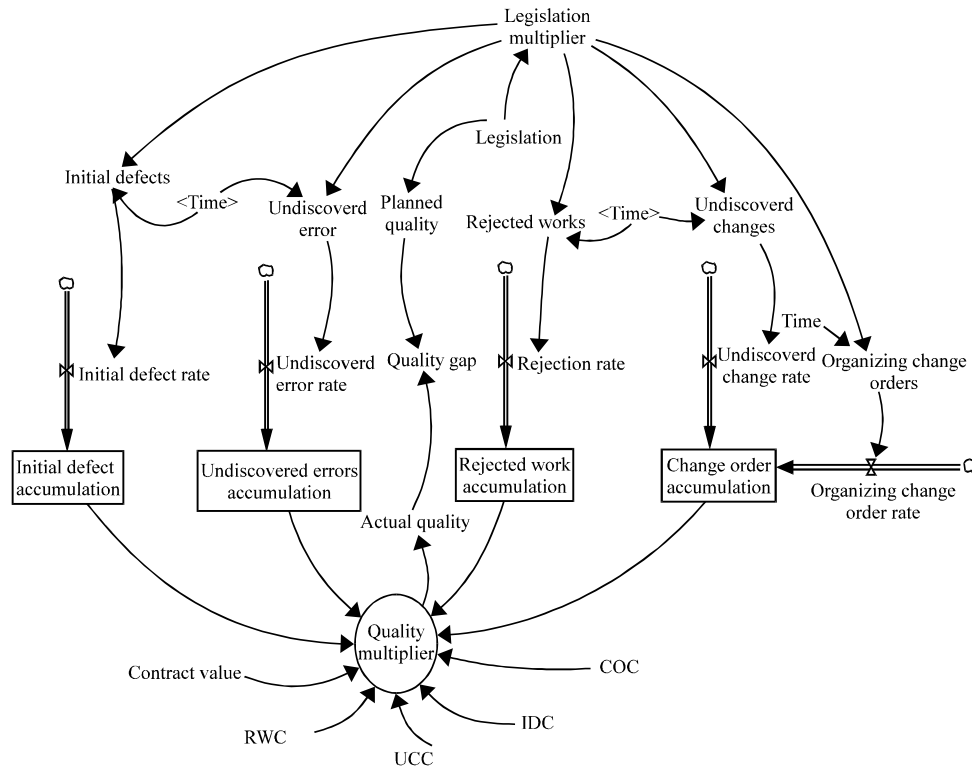 Legislation
multiplier
Legislation
Initial defects
<Time>
Undiscoverd
error
Planned
quality
Rejected works
<Time>
Undiscoverd
changes
Time
Initial defect rate
Undiscoverd
error rate
Quality gap
Rejection rate
Undiscoverd
change rate
Organizing change
orders
Initial defect
accumulation
Undiscovered errors
accumulation
Rejected work
accumulation
Change order
accumulation
Organizing change
order rate
Actual quality
Quality
multiplier
Contract value
COC
RWC
IDC
UCC